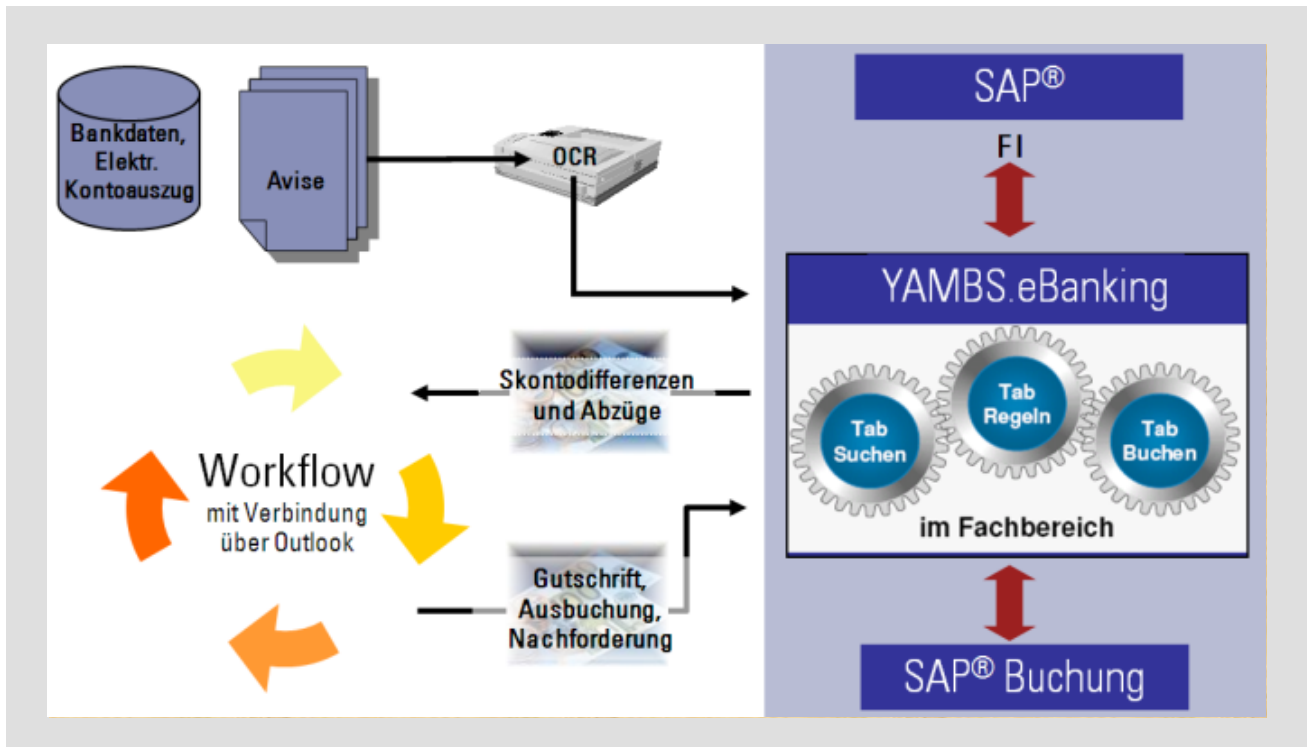 Bankdaten,
Elektr.
Kontoauszug
Avise
OCR
SAP®
FI
YAMBS.eBanking
Tab
Suchen
Tab
Regeln
Tab
Buchen
im Fachbereich
Skontodifferenzen
und Abzüge
Workflow
mit Verbindung
über Outlook
Gutschrift,
Ausbuchung,
Nachforderung
SAP® Buchung